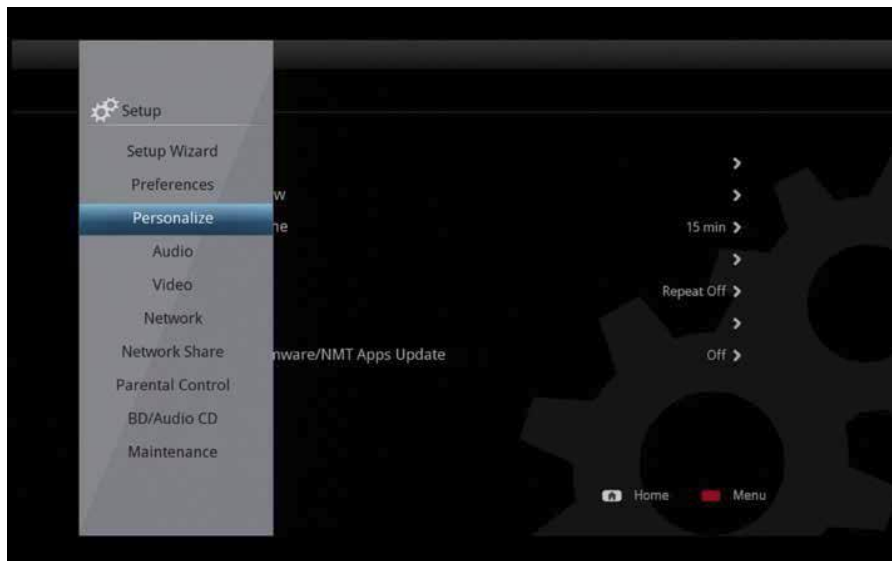 Setup
Setup Wizard
Preferences
Personalize
Audio
Video
Network
Network Share
Parental Control
BD/Audio CD
Maintenance
w
ne 15 min
Repeat Off
mware/NMT Apps Update Off
Home Menu